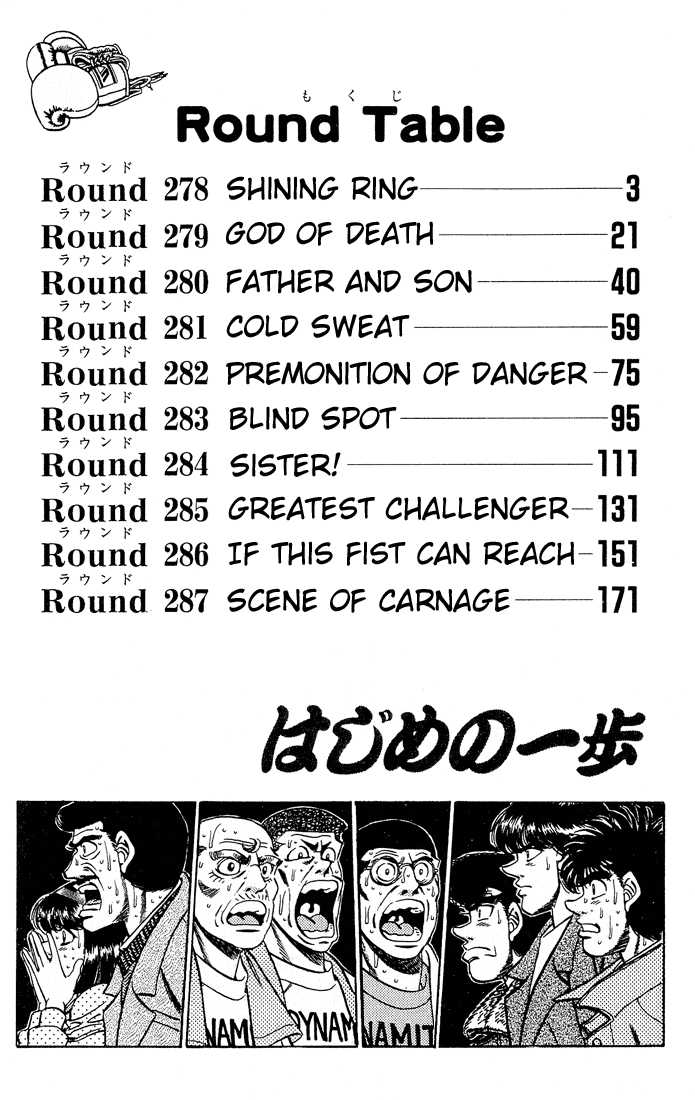 もくじ
Round Table
ラウンド
Round 278 SHINING RING 3
ラウンド
Round 279 GOD OF DEATH 21
ラウンド
Round 280 FATHER AND SON 40
ラウンド
Round 281 COLD SWEAT 59
ラウンド
Round 282 PREMONITION OF DANGER 75
ラウンド
Round 283 BLIND SPOT 95
ラウンド
Round 284 SISTER! 111
ラウンド
Round 285 GREATEST CHALLENGER 131
ラウンド
Round 286 IF THIS FIST CAN REACH 151
ラウンド
Round 287 SCENE OF CARNAGE 171
はじめの一歩
NAMI DYNAM NAMIT